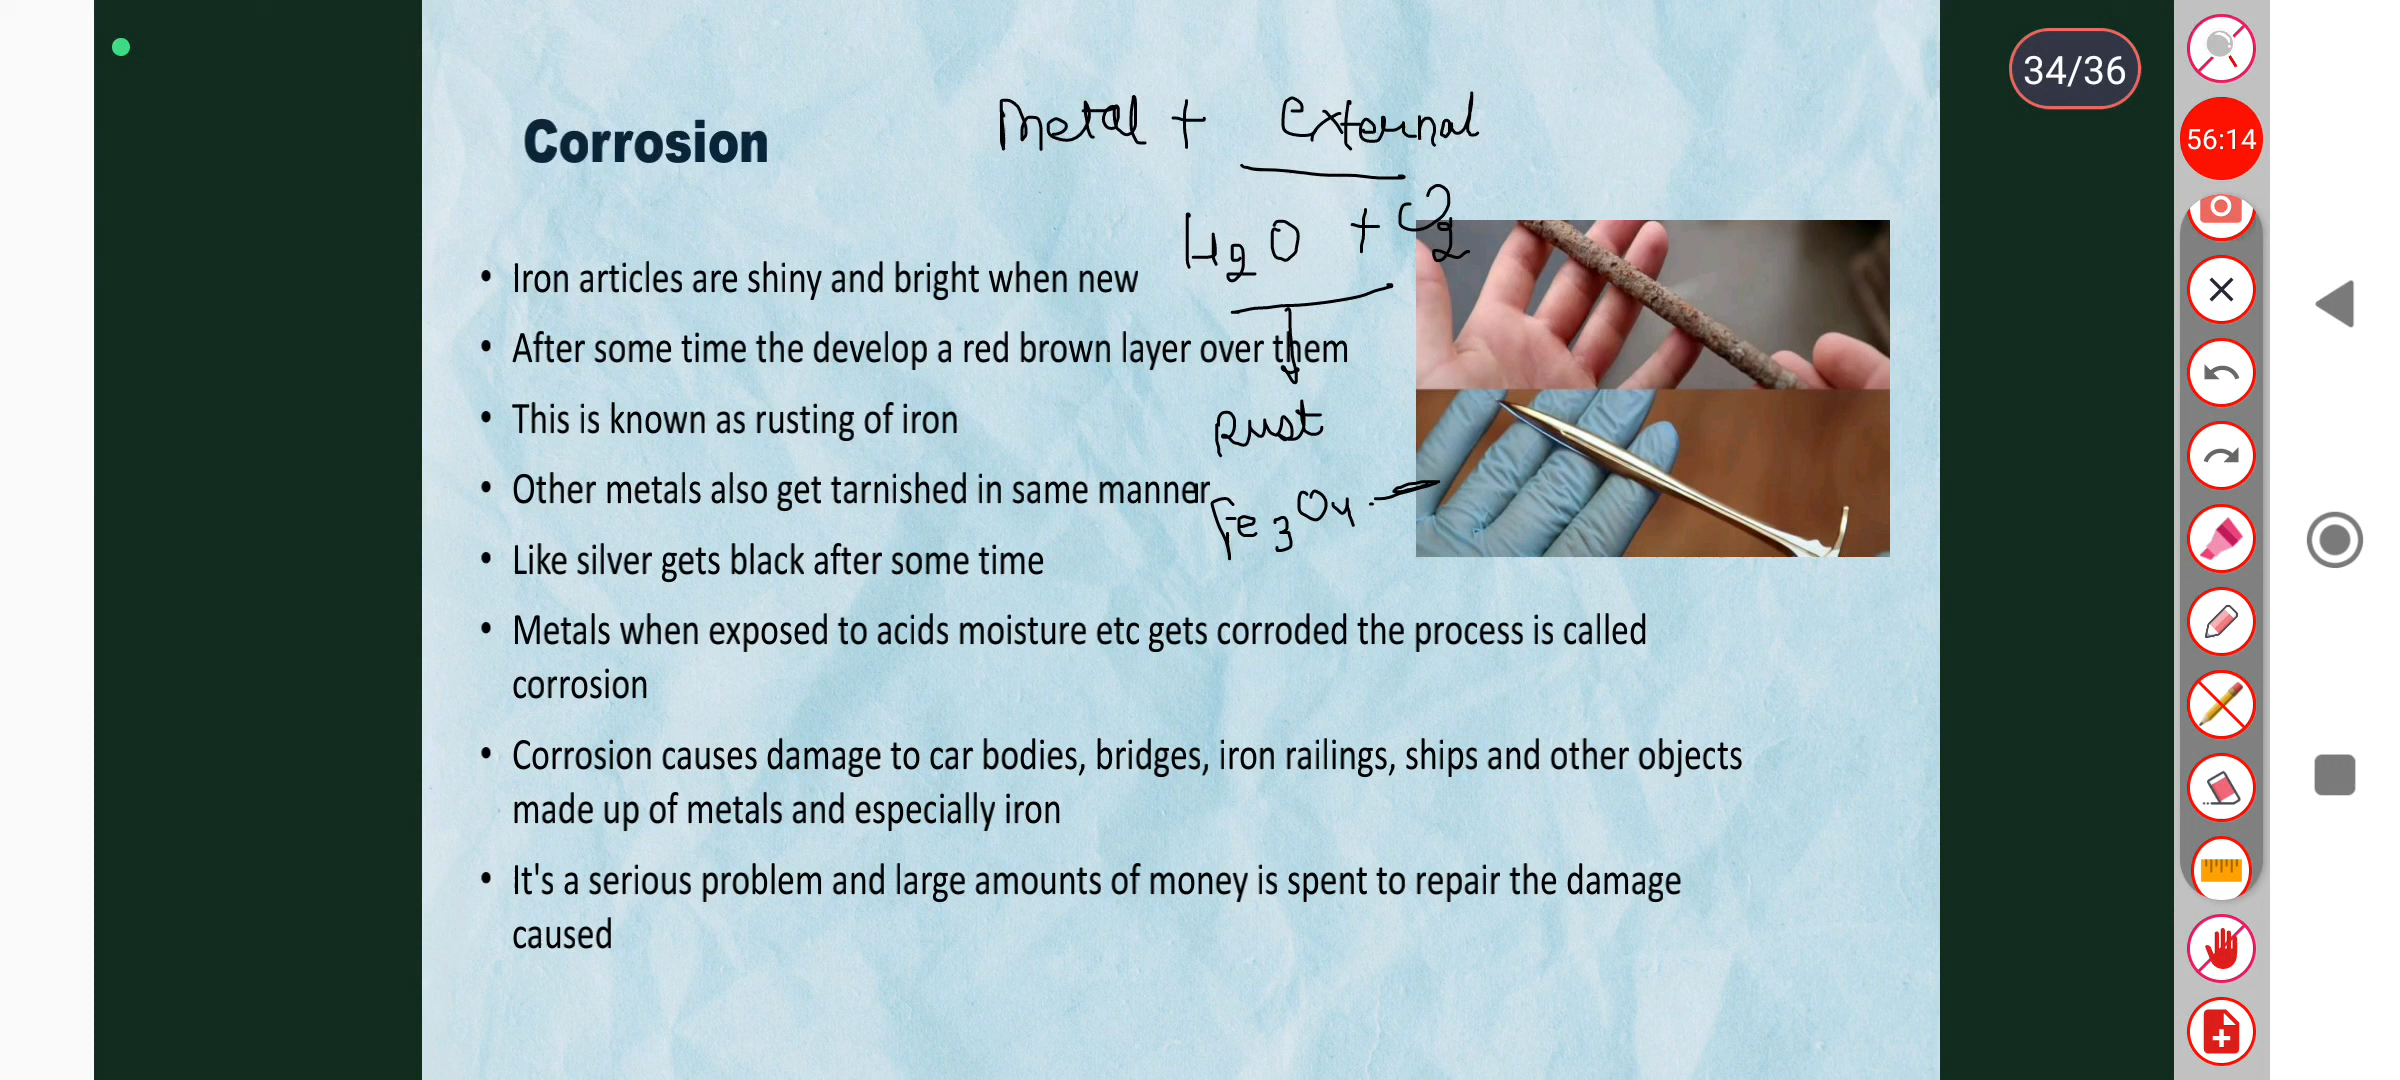 34/36
56:14
Metal + External
Corrosion
H2O + O2
• Iron articles are shiny and bright when new
• After some time the develop a red brown layer over them
• This is known as rusting of iron
Rust
• Other metals also get tarnished in same manner
Fe3O4
• Like silver gets black after some time
• Metals when exposed to acids moisture etc gets corroded the process is called
corrosion
• Corrosion causes damage to car bodies, bridges, iron railings, ships and other objects
made up of metals and especially iron
• It's a serious problem and large amounts of money is spent to repair the damage
caused